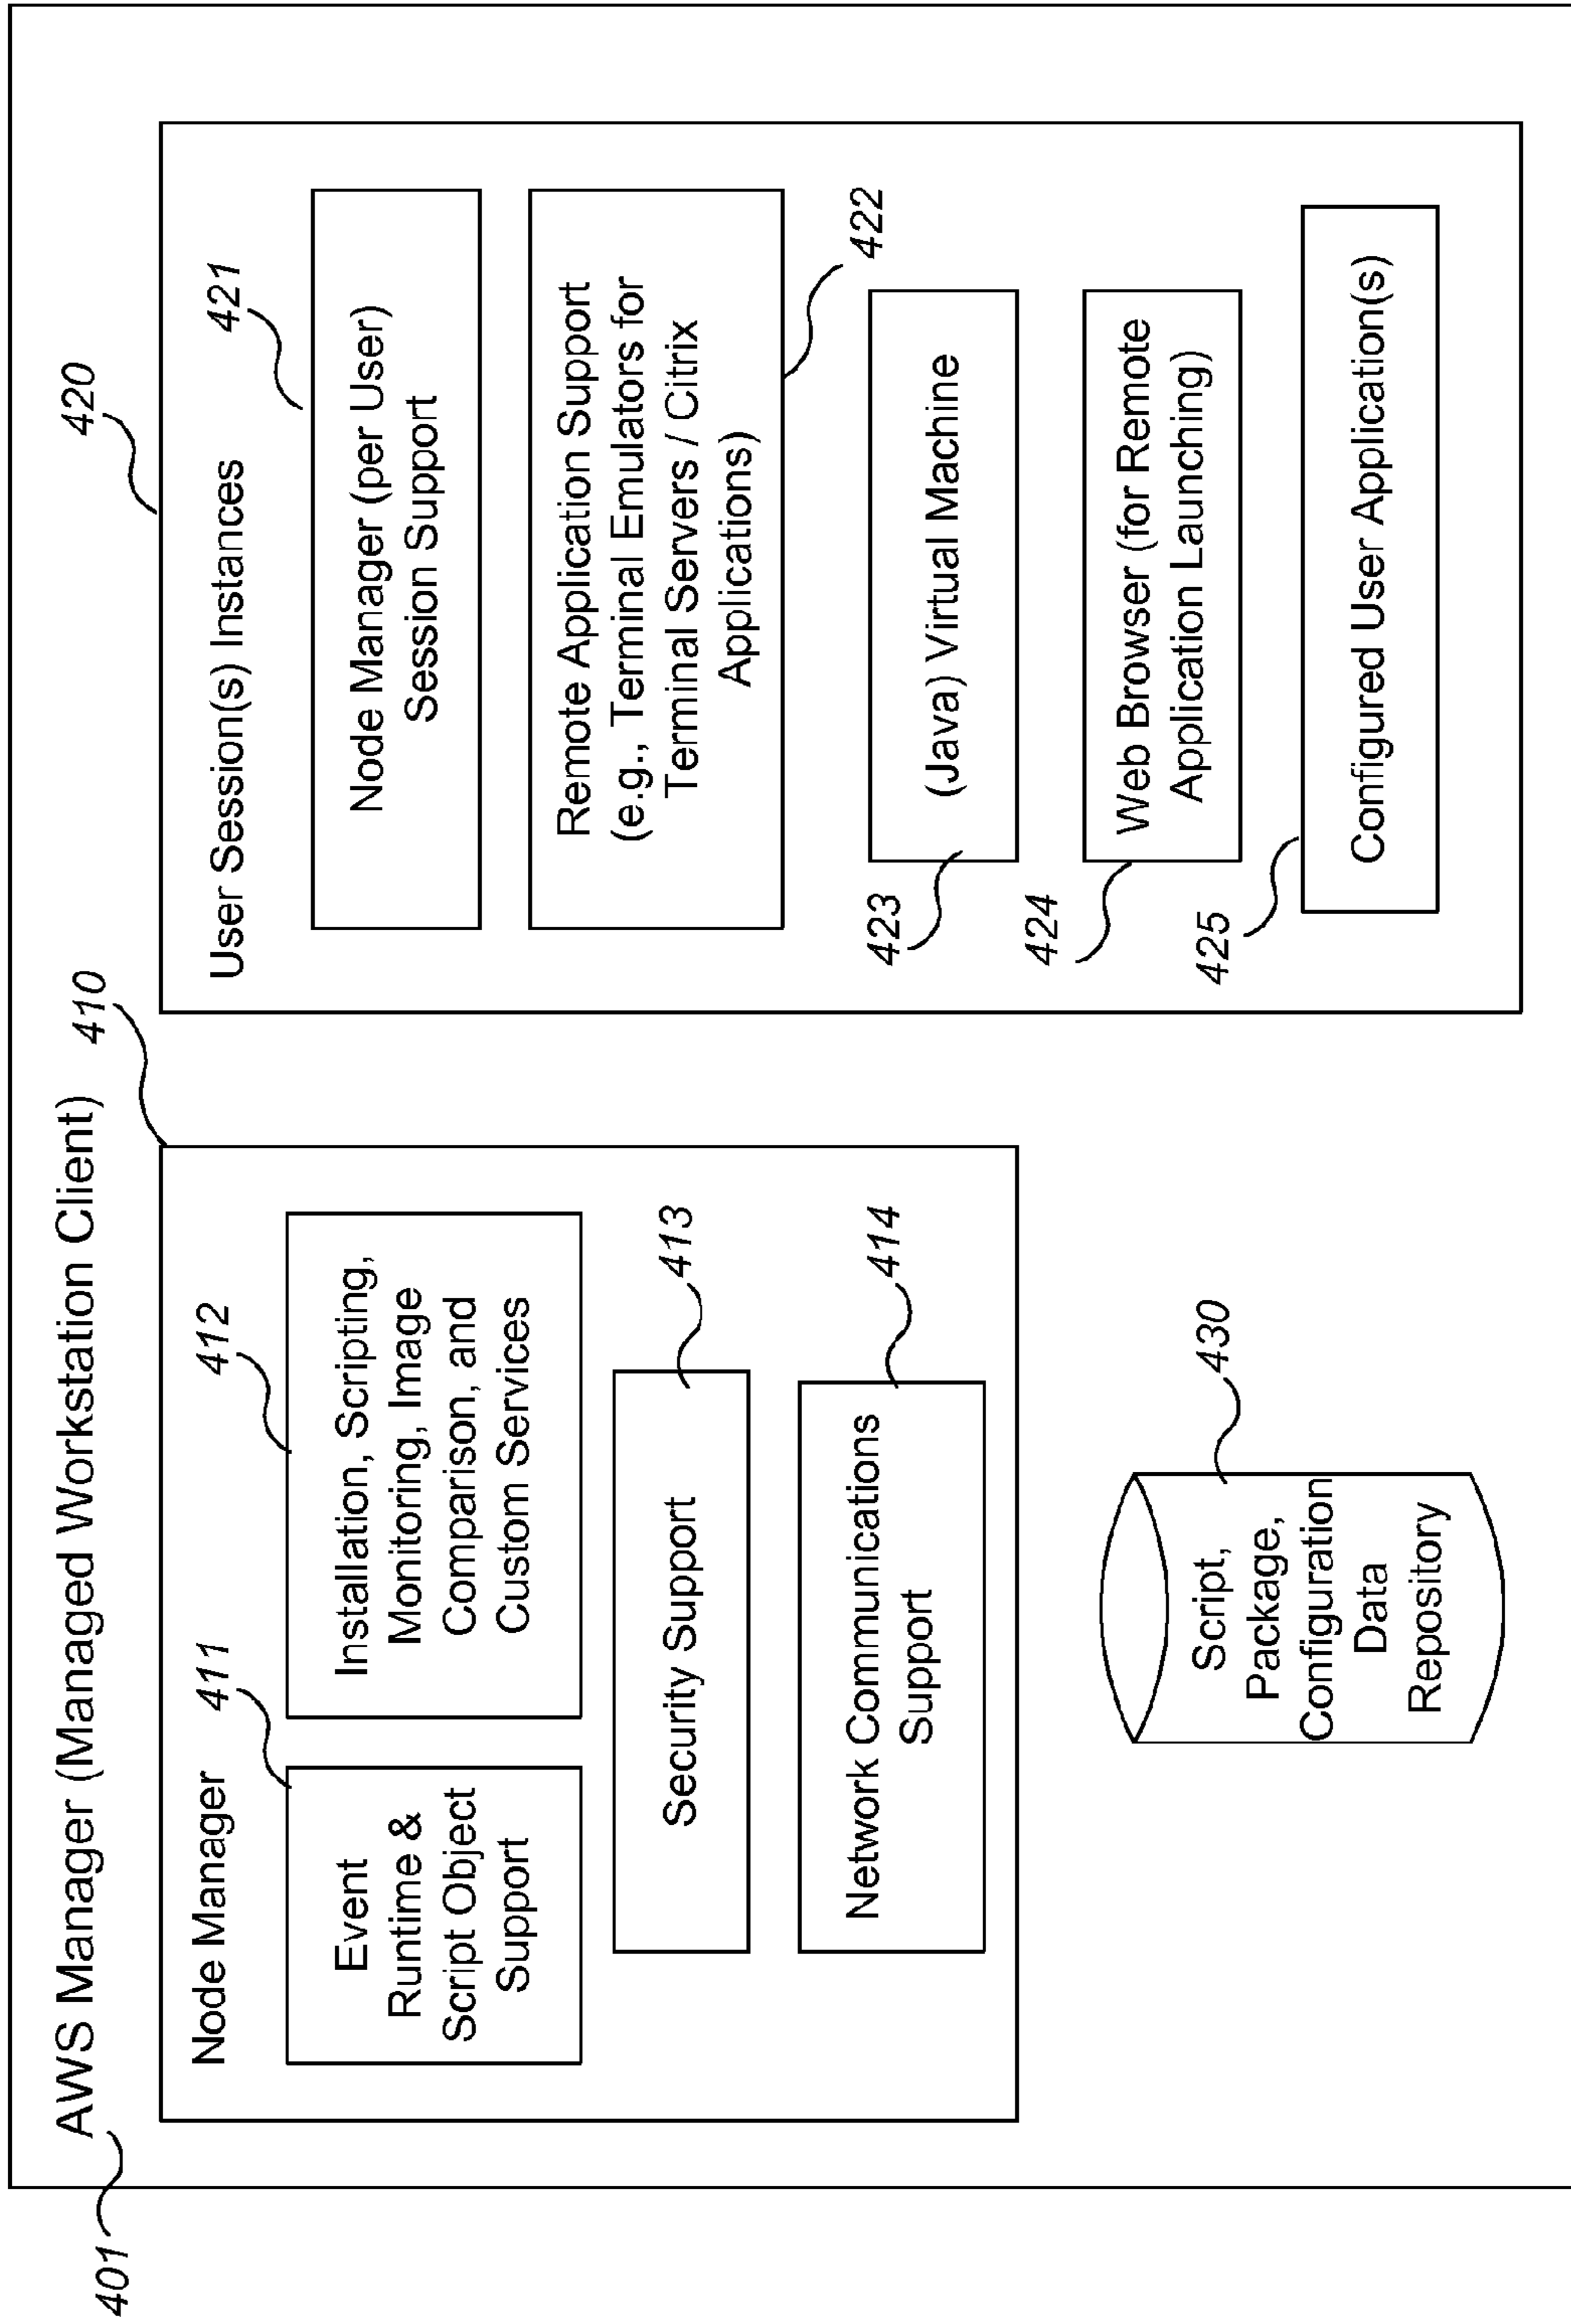 AWS Manager (Managed Workstation Client)
401
410
Node Manager
411
Event
Runtime &
Script Object
Support
412
Installation, Scripting,
Monitoring, Image
Comparison, and
Custom Services
413
Security Support
414
Network Communications
Support
430
Script,
Package,
Configuration
Data
Repository
420
User Session(s) Instances
421
Node Manager (per User)
Session Support
Remote Application Support
(e.g., Terminal Emulators for
Terminal Servers / Citrix
Applications)
422
423
(Java) Virtual Machine
424
Web Browser (for Remote
Application Launching)
425
Configured User Application(s)